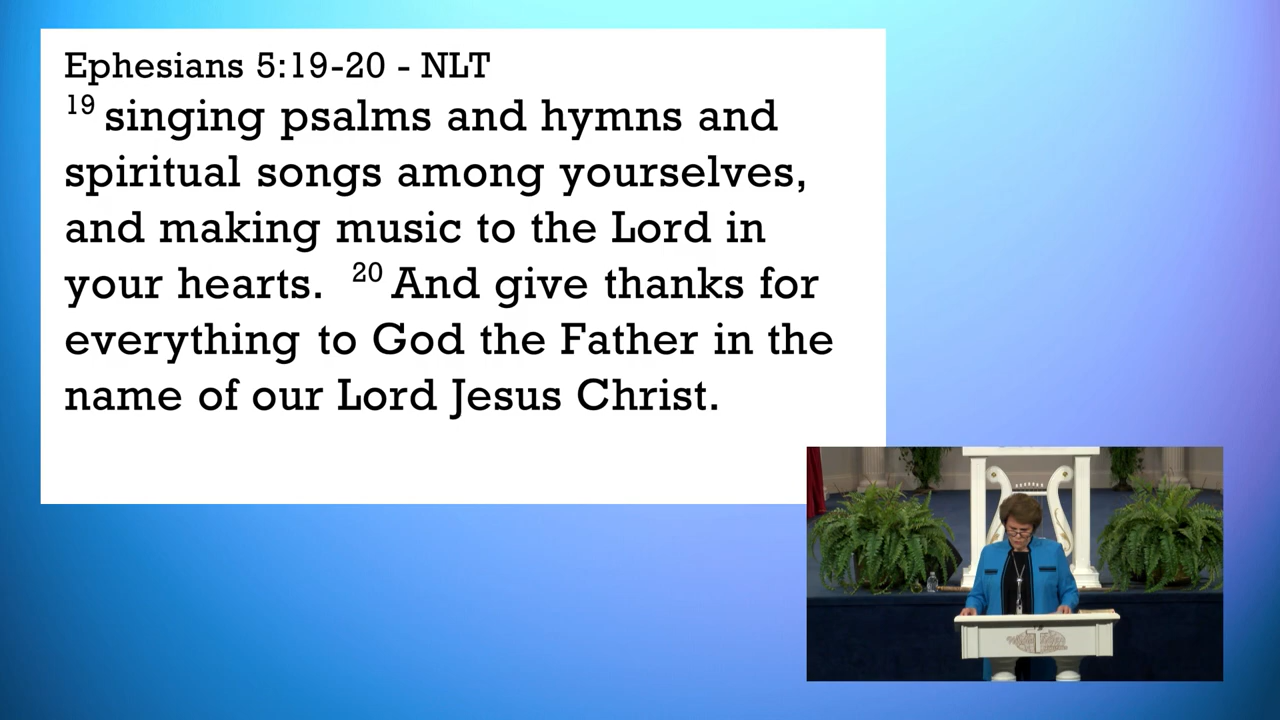 Ephesians 5:19-20 - NLT
19 singing psalms and hymns and
spiritual songs among yourselves,
and making music to the Lord in
your hearts. 20 And give thanks for
everything to God the Father in the
name of our Lord Jesus Christ.